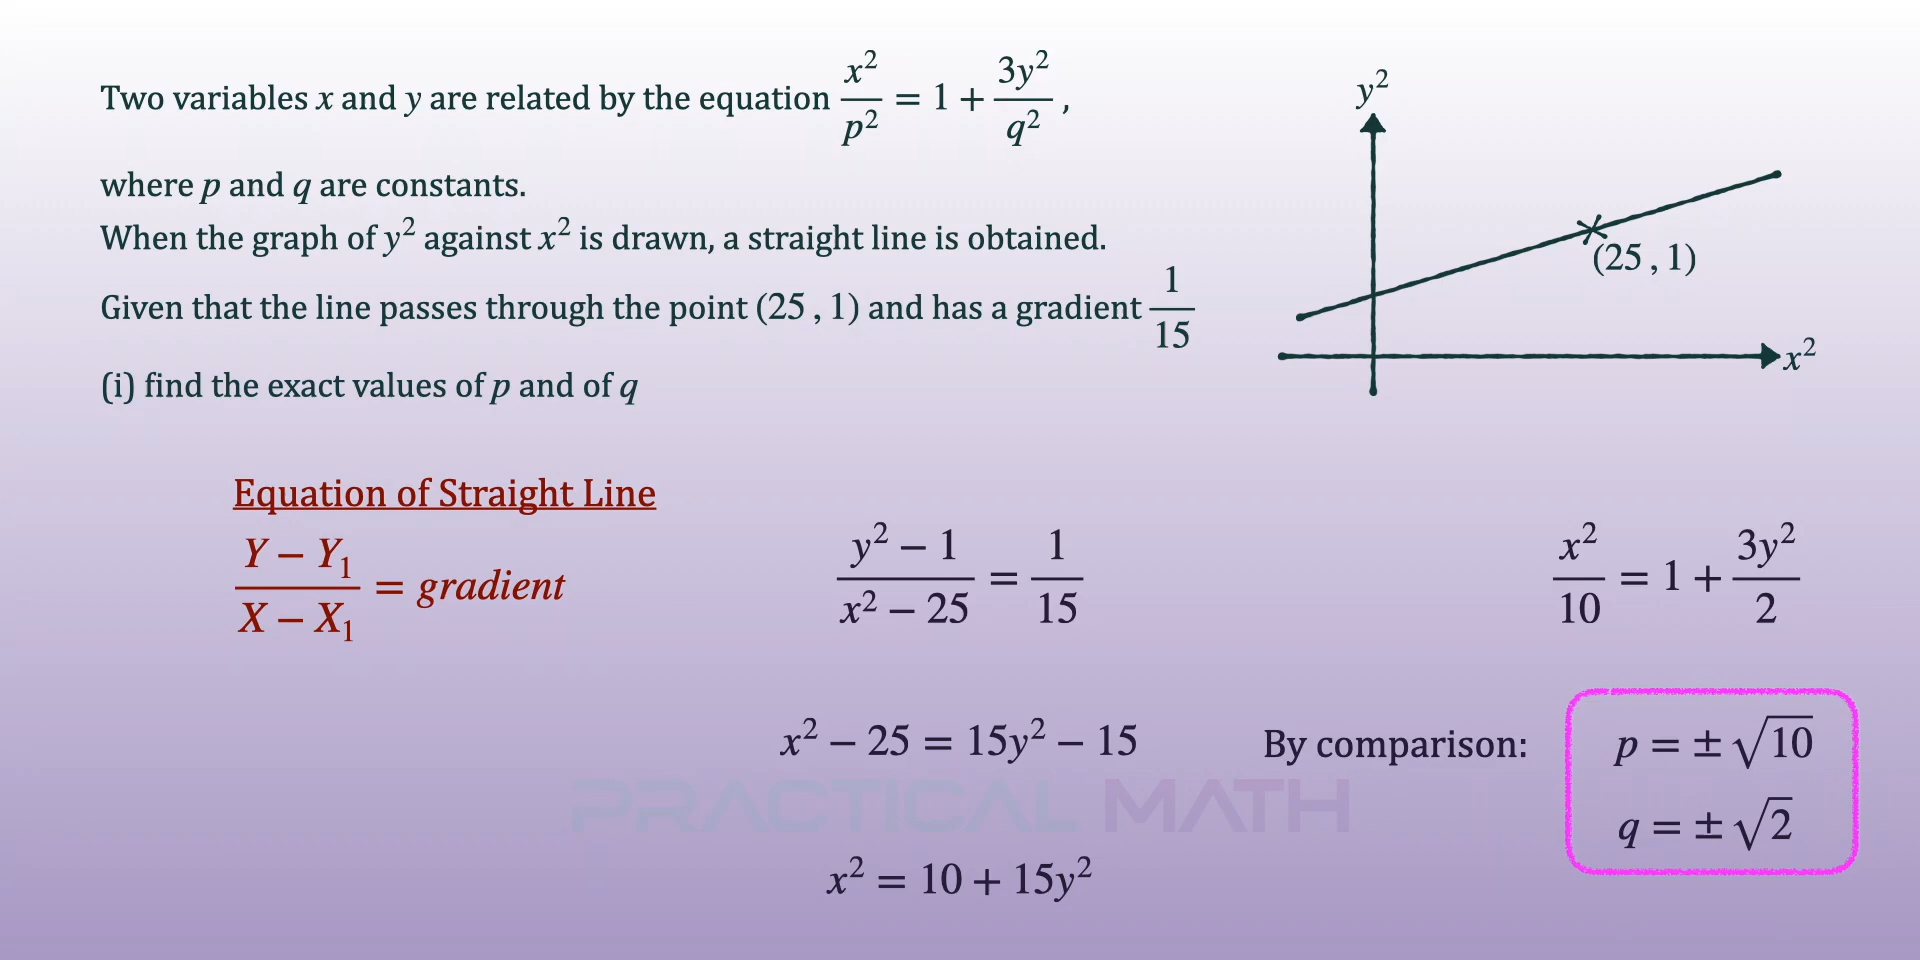 Two variables x and y are related by the equation x²/p² = 1 + 3y²/q² ,
where p and q are constants.
When the graph of y² against x² is drawn, a straight line is obtained.
Given that the line passes through the point (25 , 1) and has a gradient 1/15
(i) find the exact values of p and of q
y²
(25 , 1)
x²
Equation of Straight Line
(Y − Y₁)/(X − X₁) = gradient
(y² − 1)/(x² − 25) = 1/15
x² − 25 = 15y² − 15
x² = 10 + 15y²
x²/10 = 1 + 3y²/2
By comparison:
p = ± √10
q = ± √2
PRACTICAL MATH